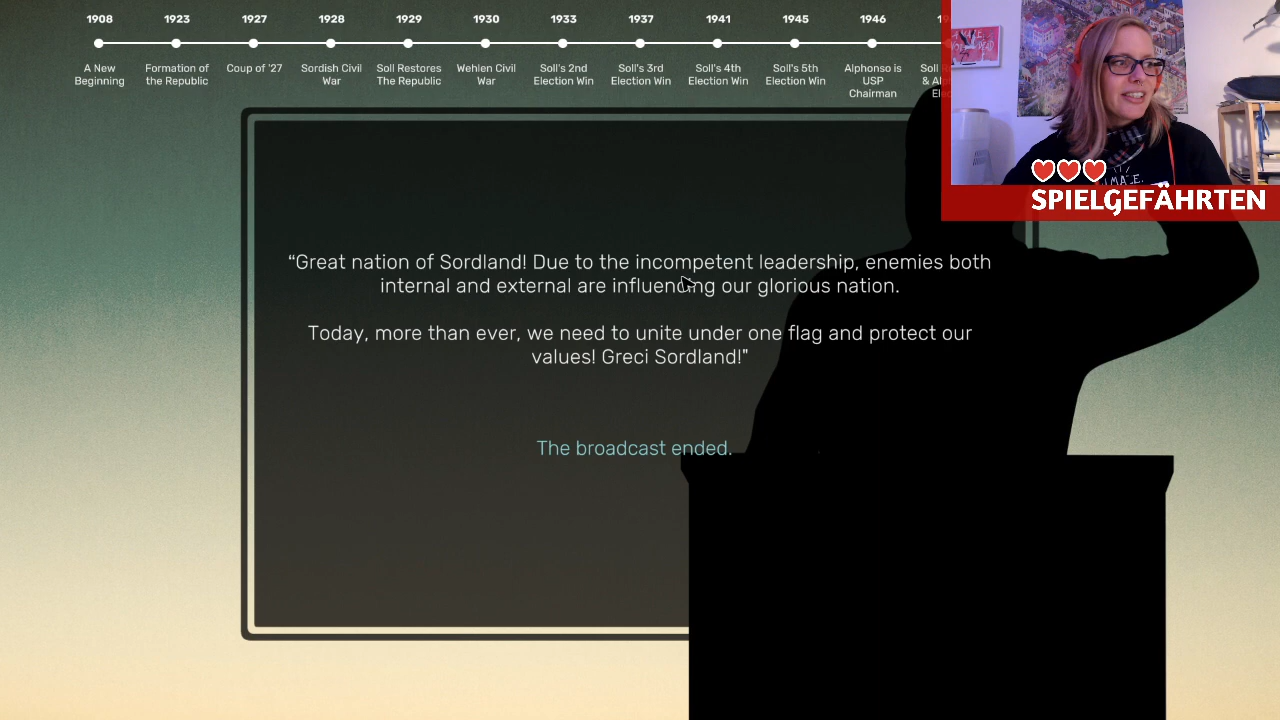 1908
1923
1927
1928
1929
1930
1933
1937
1941
1945
1946
A New
Beginning
Formation of
the Republic
Coup of '27
Sordish Civil
War
Soll Restores
The Republic
Wehlen Civil
War
Soll's 2nd
Election Win
Soll's 3rd
Election Win
Soll's 4th
Election Win
Soll's 5th
Election Win
Alphonso is
USP
Chairman
Soll
&
SPIELGEFÄHRTEN
"Great nation of Sordland! Due to the incompetent leadership, enemies both
internal and external are influencing our glorious nation.
Today, more than ever, we need to unite under one flag and protect our
values! Greci Sordland!"
The broadcast ended.